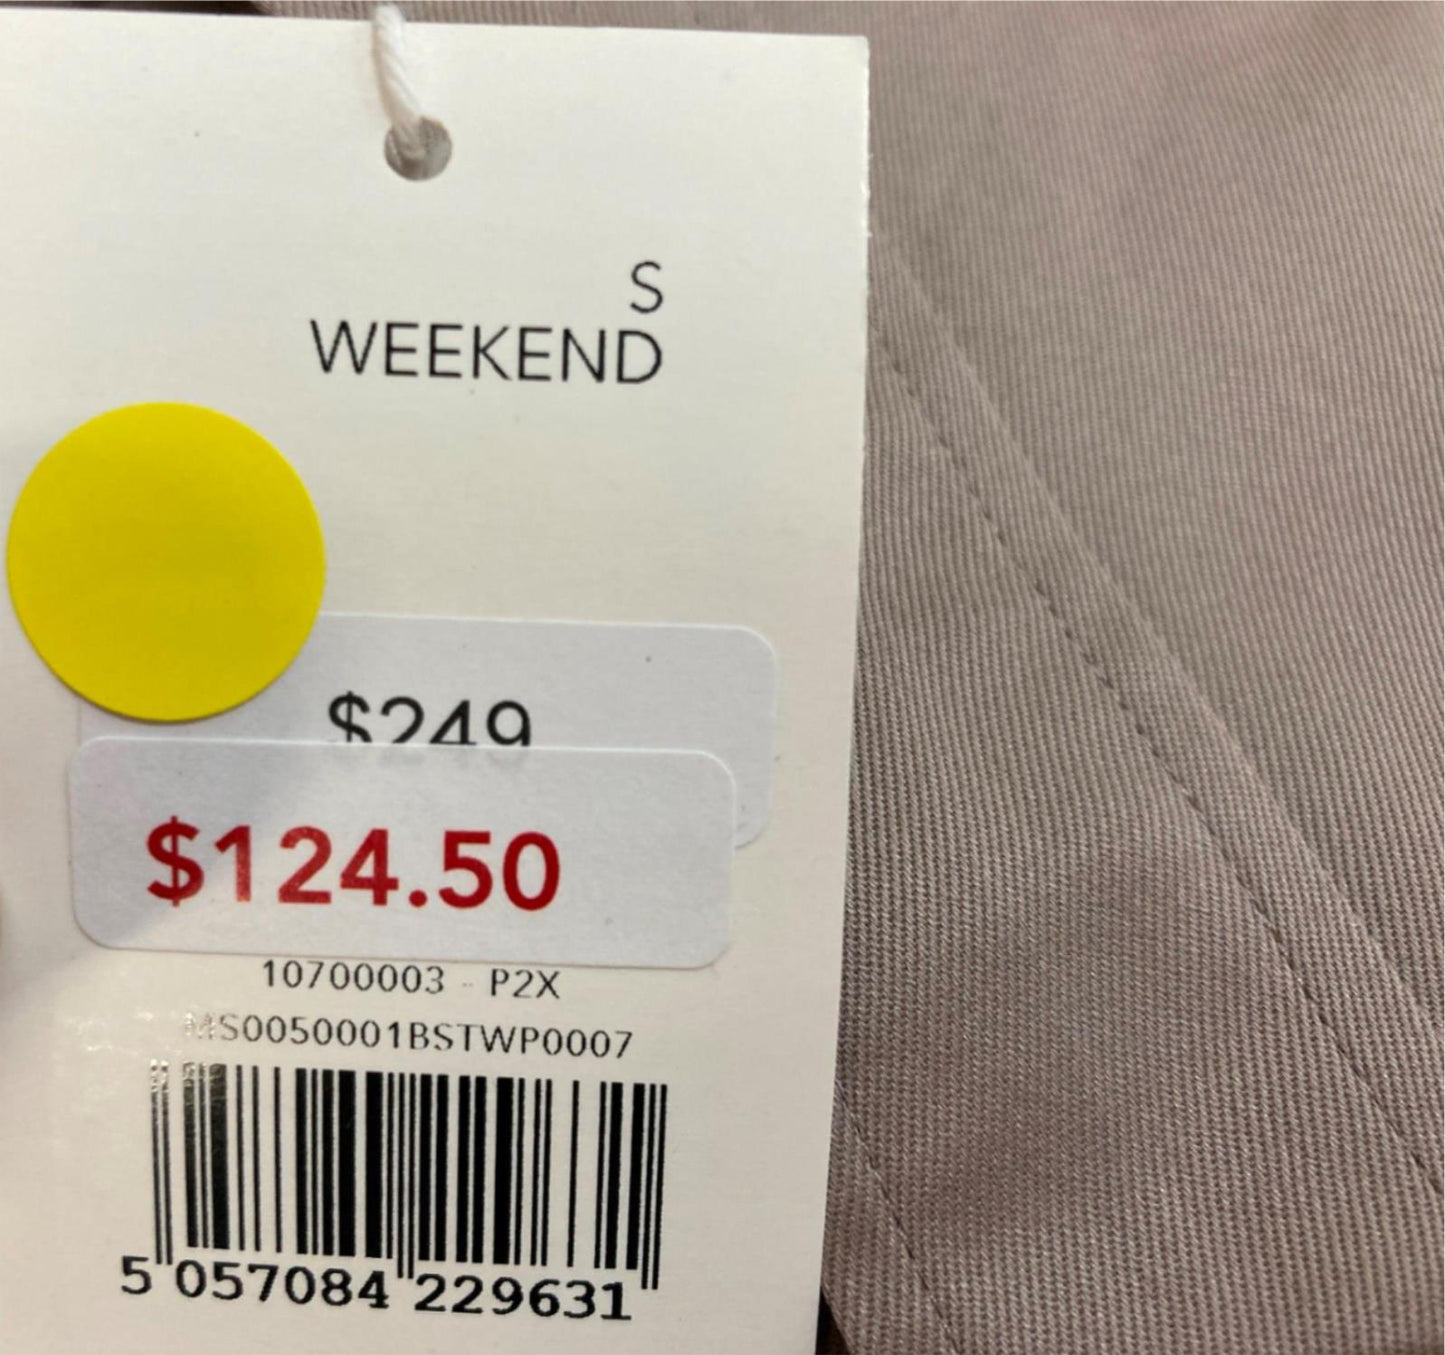 S
WEEKEND
$249
$124.50
10700003 - P2X
MS0050001BSTWP0007
5 057084 229631